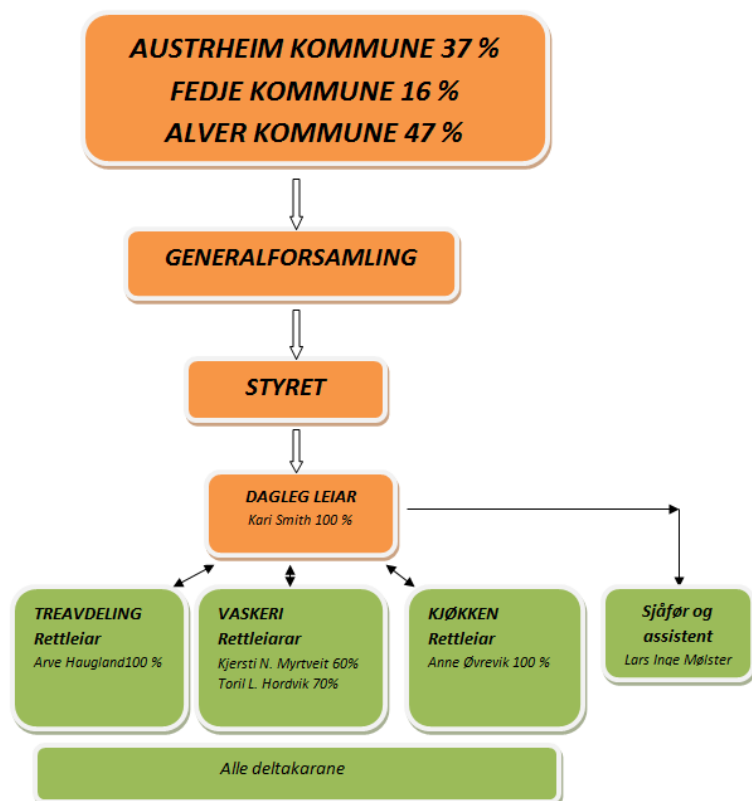 AUSTRHEIM KOMMUNE 37 %
FEDJE KOMMUNE 16 %
ALVER KOMMUNE 47 %
GENERALFORSAMLING
STYRET
DAGLEG LEIAR
Kari Smith 100 %
TREAVDELING
Rettleiar
Arve Haugland100 %
VASKERI
Rettleiarar
Kjersti N. Myrtveit 60%
Toril L. Hordvik 70%
KJØKKEN
Rettleiar
Anne Øvrevik 100 %
Sjåfør og
assistent
Lars Inge Mølster
Alle deltakarane